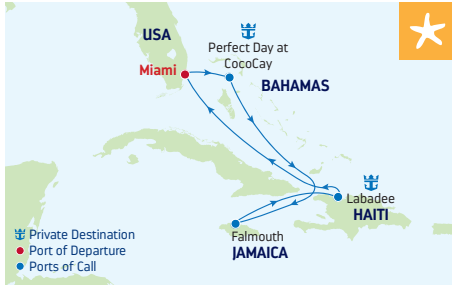 USA
Perfect Day at
CocoCay
Miami
BAHAMAS
Labadee
HAITI
Falmouth
JAMAICA
Private Destination
Port of Departure
Ports of Call